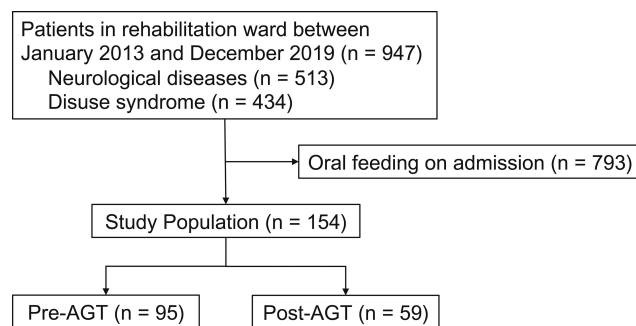 Patients in rehabilitation ward between
January 2013 and December 2019 (n = 947)
Neurological diseases (n = 513)
Disuse syndrome (n = 434)
Oral feeding on admission (n = 793)
Study Population (n = 154)
Pre-AGT (n = 95)
Post-AGT (n = 59)